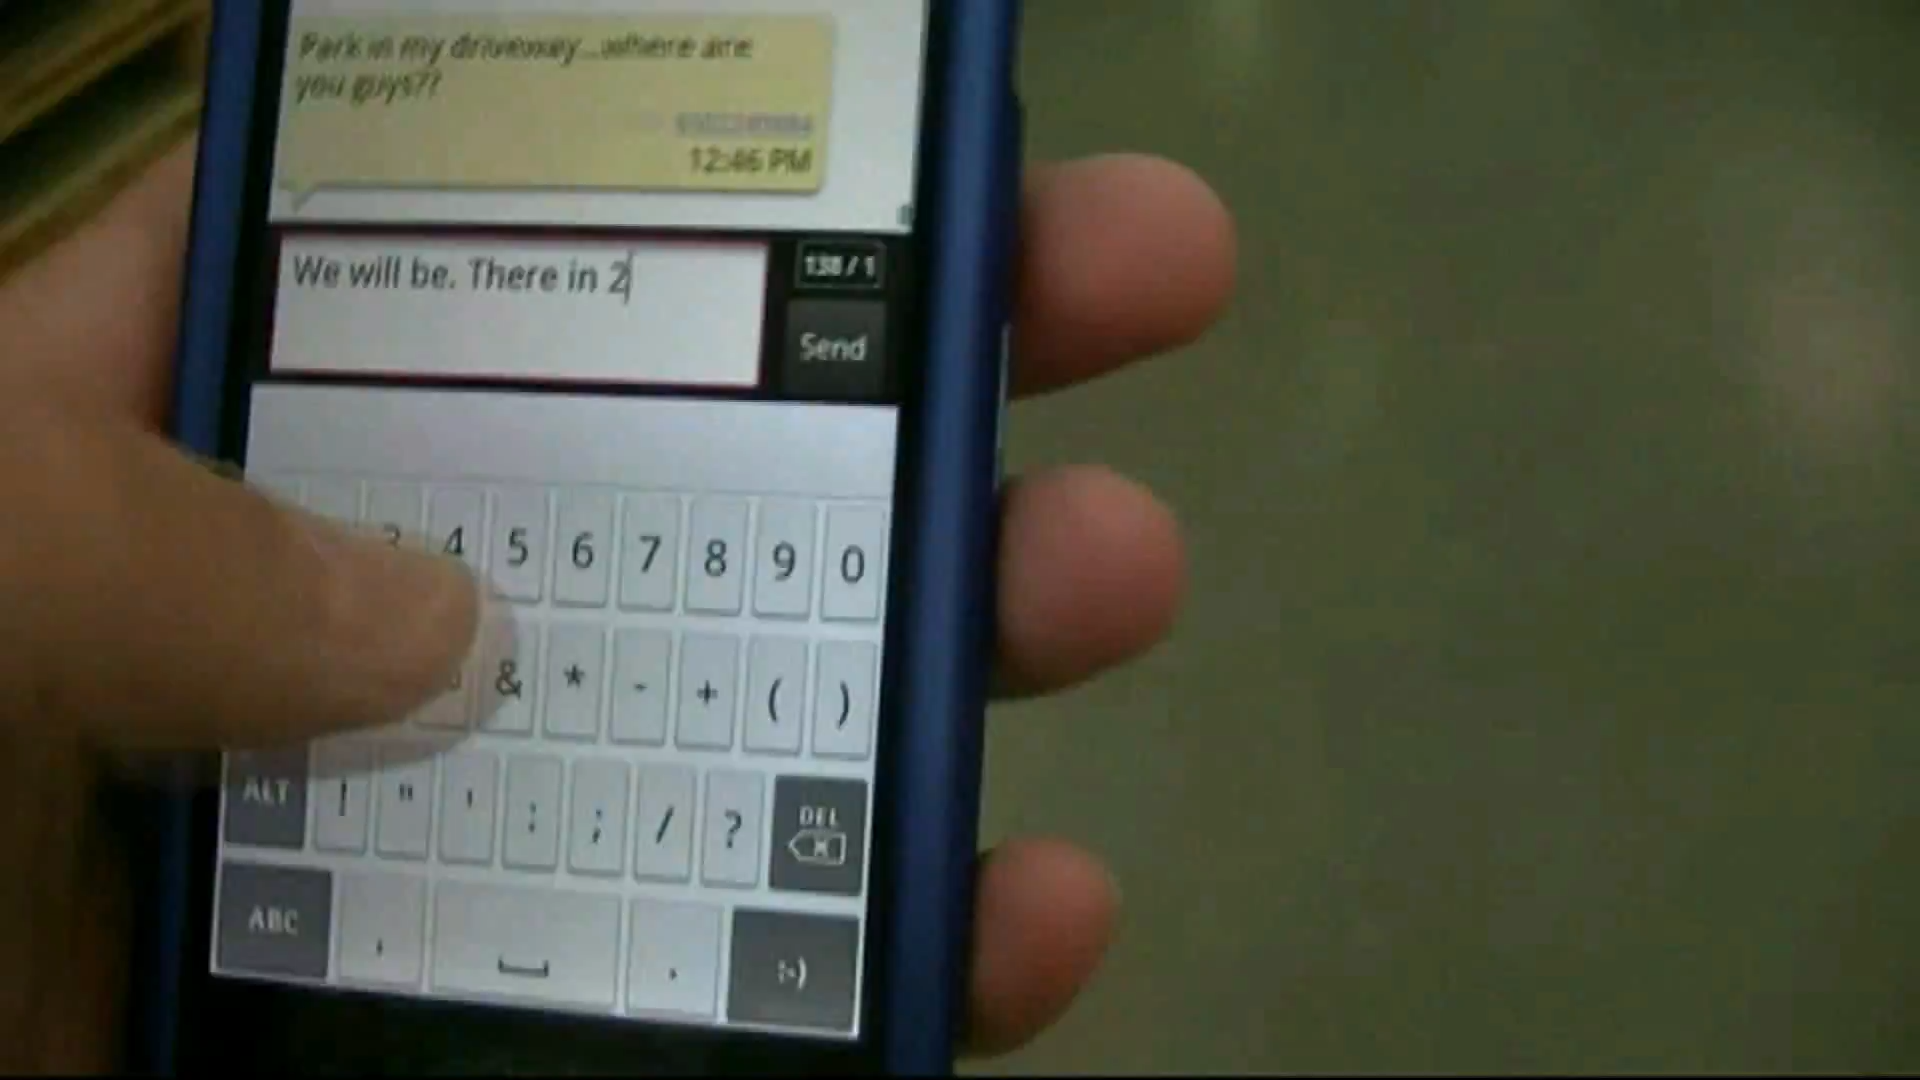 Park in my driveway...where are
you guys??
12:46 PM
We will be. There in 2
138 / 1
Send
3 4 5 6 7 8 9 0
& * - + ( )
ALT ! " ' : ; / ? DEL
ABC , . :-)